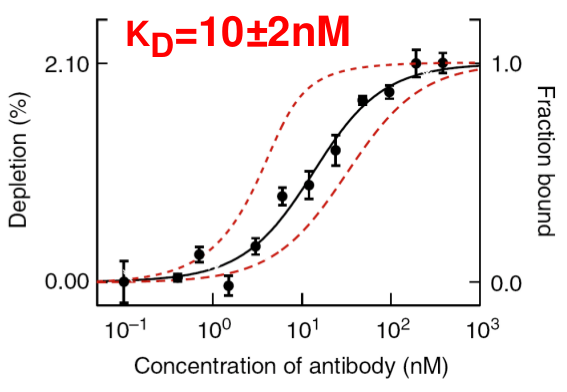 K_D=10±2nM
2.10
0.00
Depletion (%)
1.0
0.0
Fraction bound
10⁻¹ 10⁰ 10¹ 10² 10³
Concentration of antibody (nM)